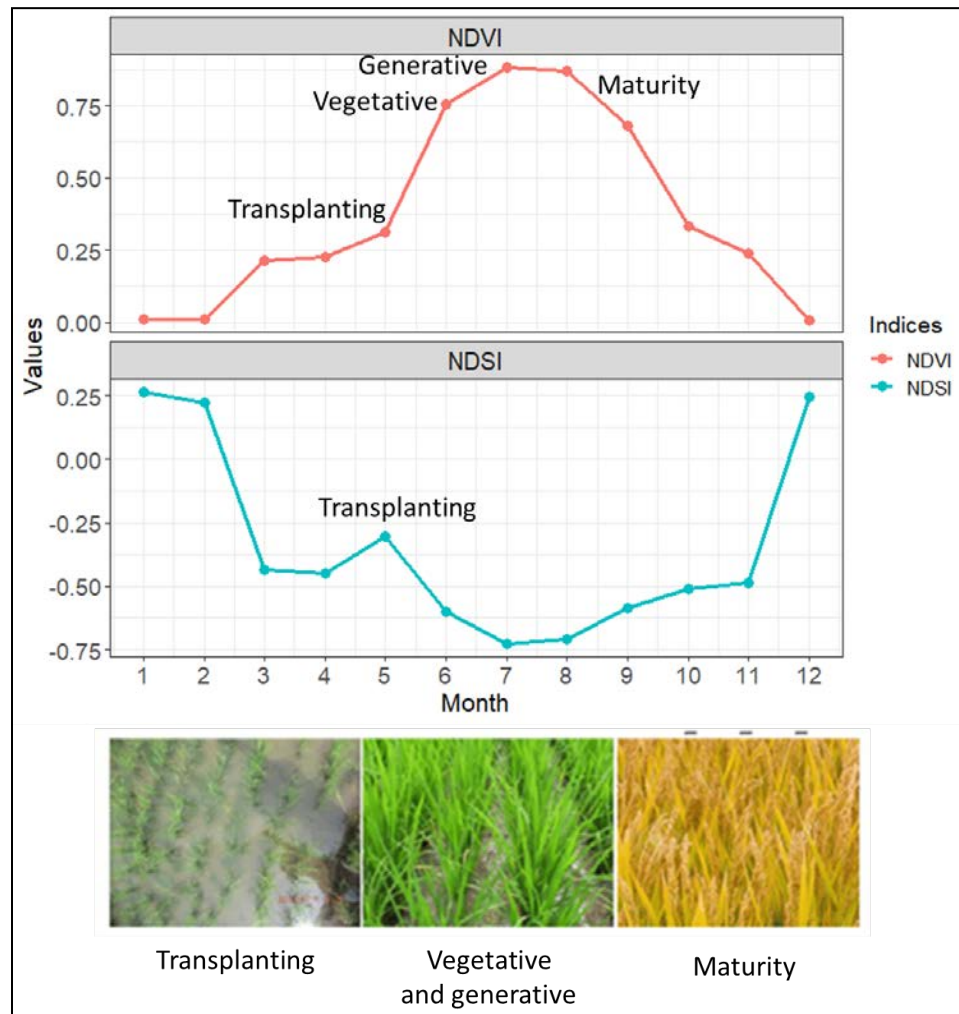 NDVI
Generative
Vegetative
Maturity
Transplanting
0.75
0.50
0.25
0.00
NDSI
Transplanting
0.25
0.00
-0.25
-0.50
-0.75
Values
1 2 3 4 5 6 7 8 9 10 11 12
Month
Indices
NDVI
NDSI
Transplanting
Vegetative
and generative
Maturity